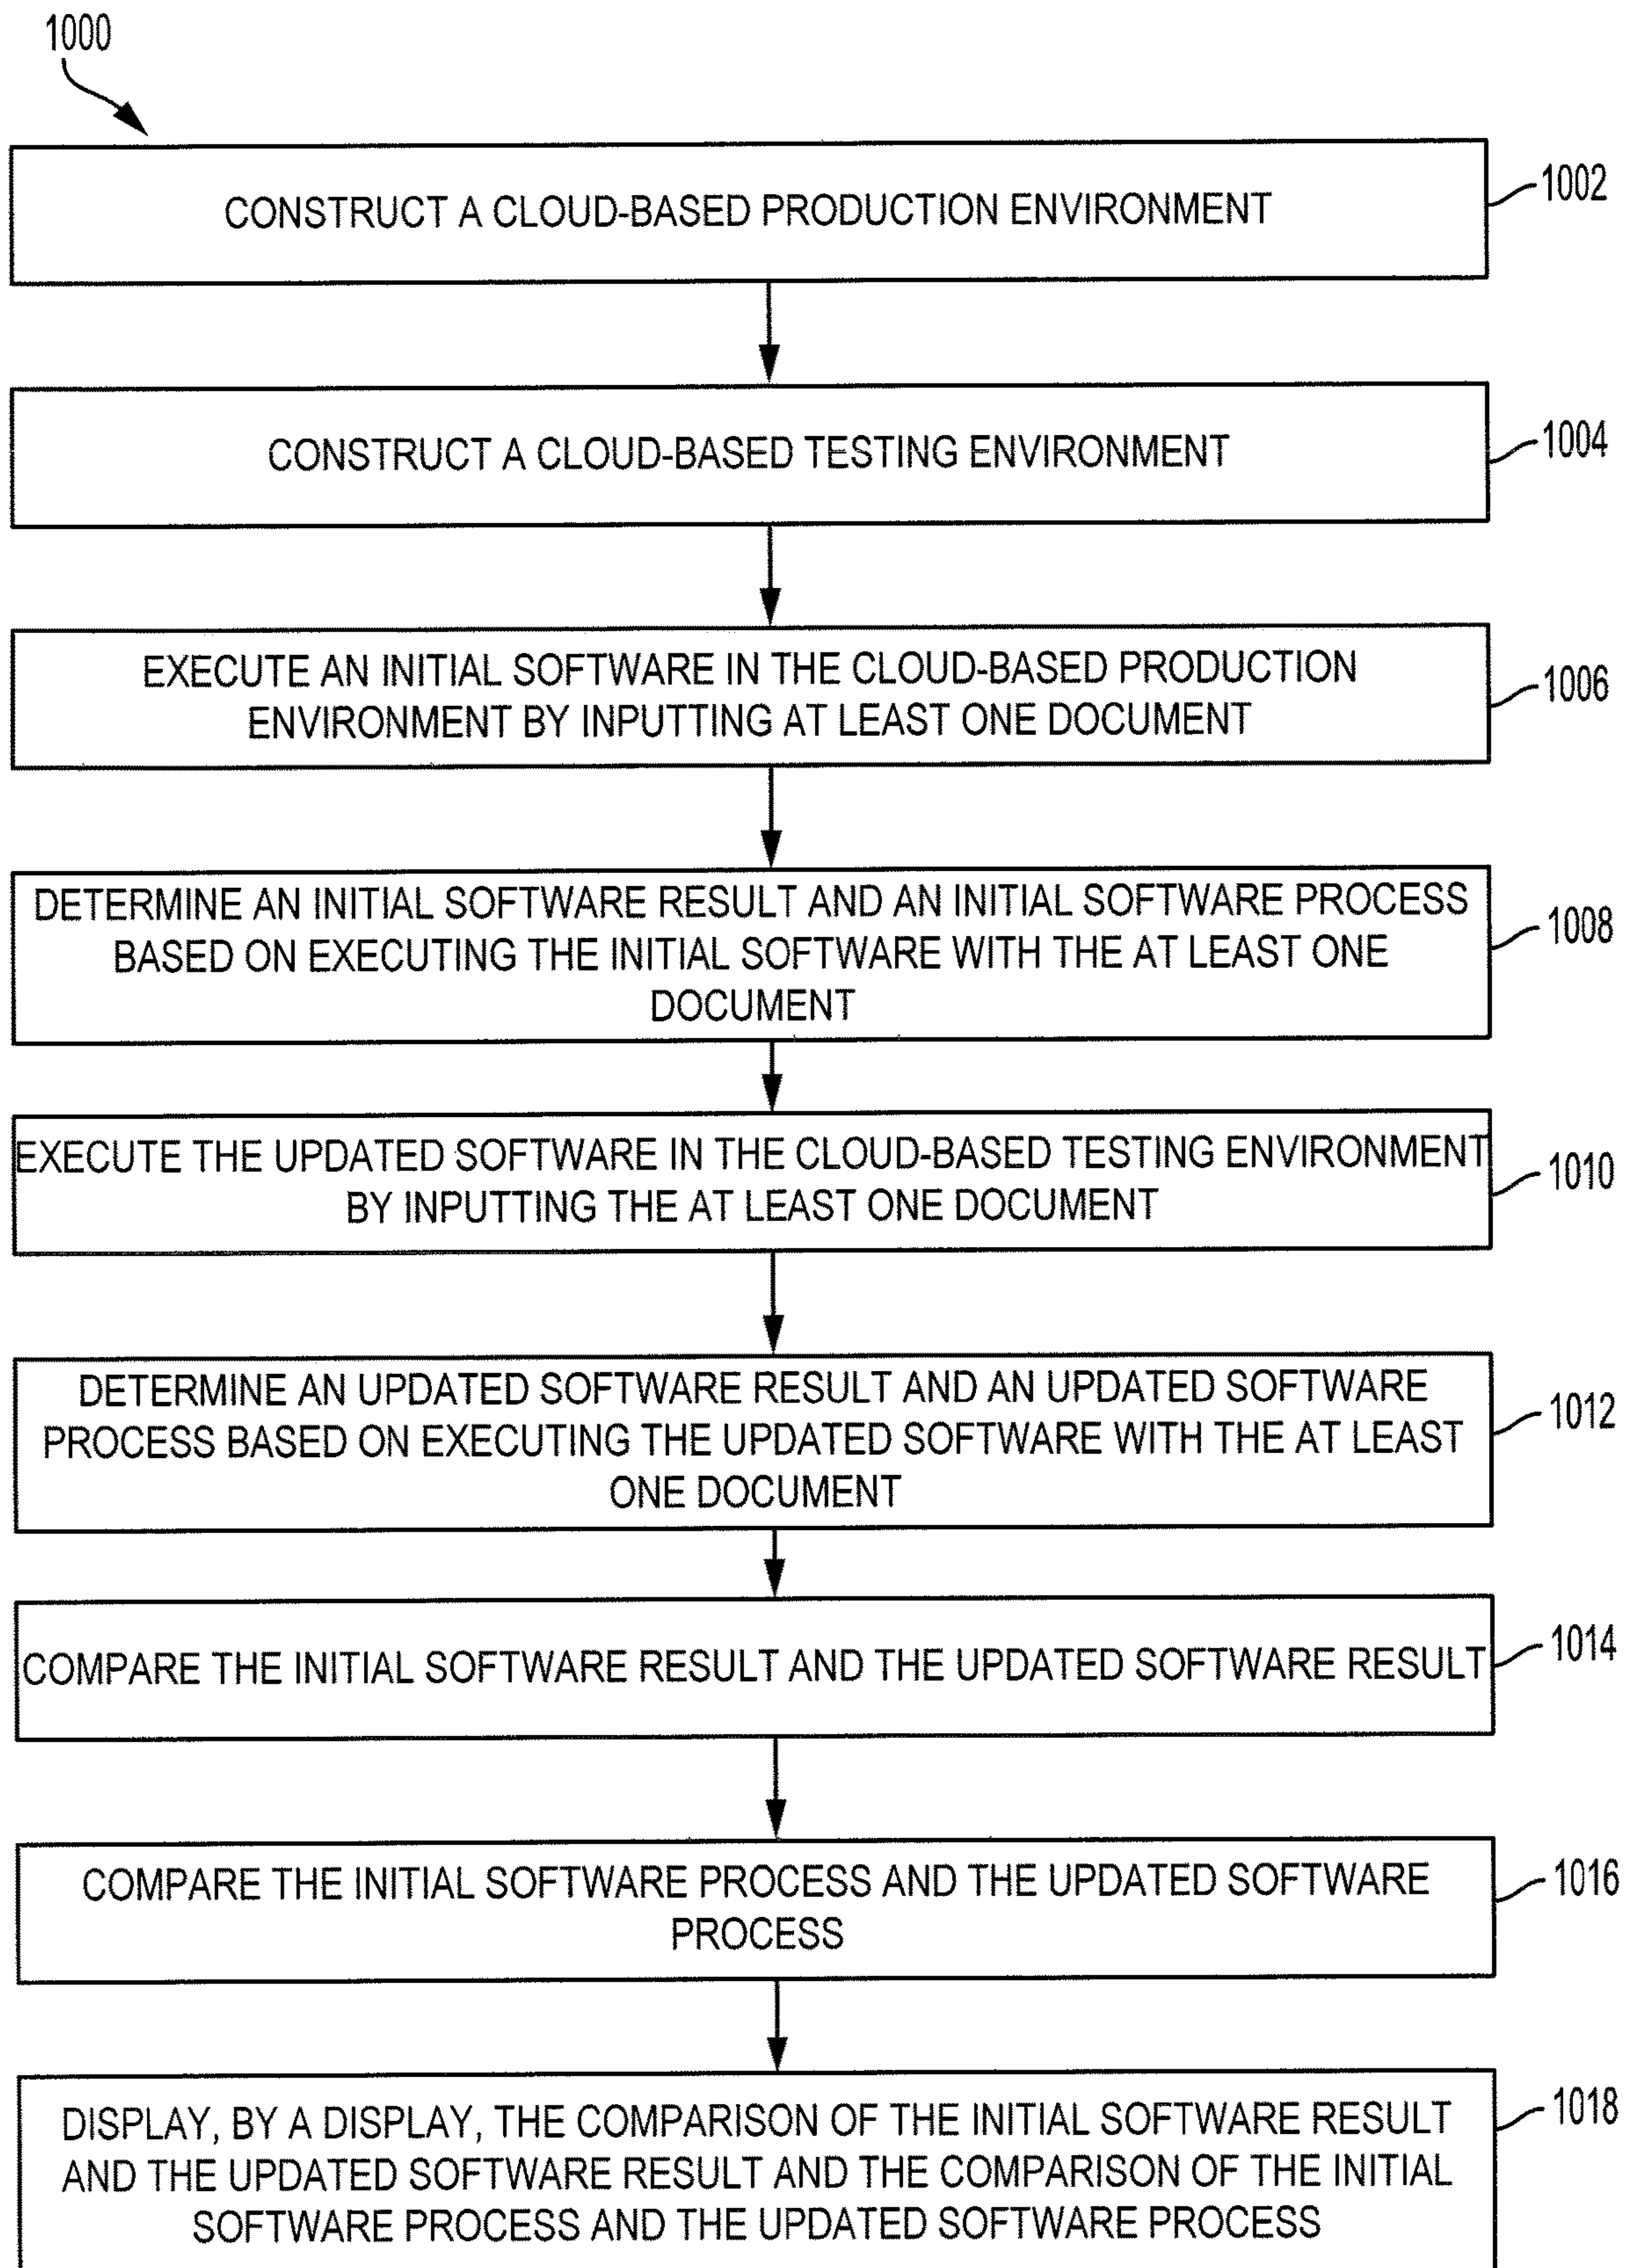 1000
CONSTRUCT A CLOUD-BASED PRODUCTION ENVIRONMENT
1002
CONSTRUCT A CLOUD-BASED TESTING ENVIRONMENT
1004
EXECUTE AN INITIAL SOFTWARE IN THE CLOUD-BASED PRODUCTION
ENVIRONMENT BY INPUTTING AT LEAST ONE DOCUMENT
1006
DETERMINE AN INITIAL SOFTWARE RESULT AND AN INITIAL SOFTWARE PROCESS
BASED ON EXECUTING THE INITIAL SOFTWARE WITH THE AT LEAST ONE
DOCUMENT
1008
EXECUTE THE UPDATED SOFTWARE IN THE CLOUD-BASED TESTING ENVIRONMENT
BY INPUTTING THE AT LEAST ONE DOCUMENT
1010
DETERMINE AN UPDATED SOFTWARE RESULT AND AN UPDATED SOFTWARE
PROCESS BASED ON EXECUTING THE UPDATED SOFTWARE WITH THE AT LEAST
ONE DOCUMENT
1012
COMPARE THE INITIAL SOFTWARE RESULT AND THE UPDATED SOFTWARE RESULT
1014
COMPARE THE INITIAL SOFTWARE PROCESS AND THE UPDATED SOFTWARE
PROCESS
1016
DISPLAY, BY A DISPLAY, THE COMPARISON OF THE INITIAL SOFTWARE RESULT
AND THE UPDATED SOFTWARE RESULT AND THE COMPARISON OF THE INITIAL
SOFTWARE PROCESS AND THE UPDATED SOFTWARE PROCESS
1018